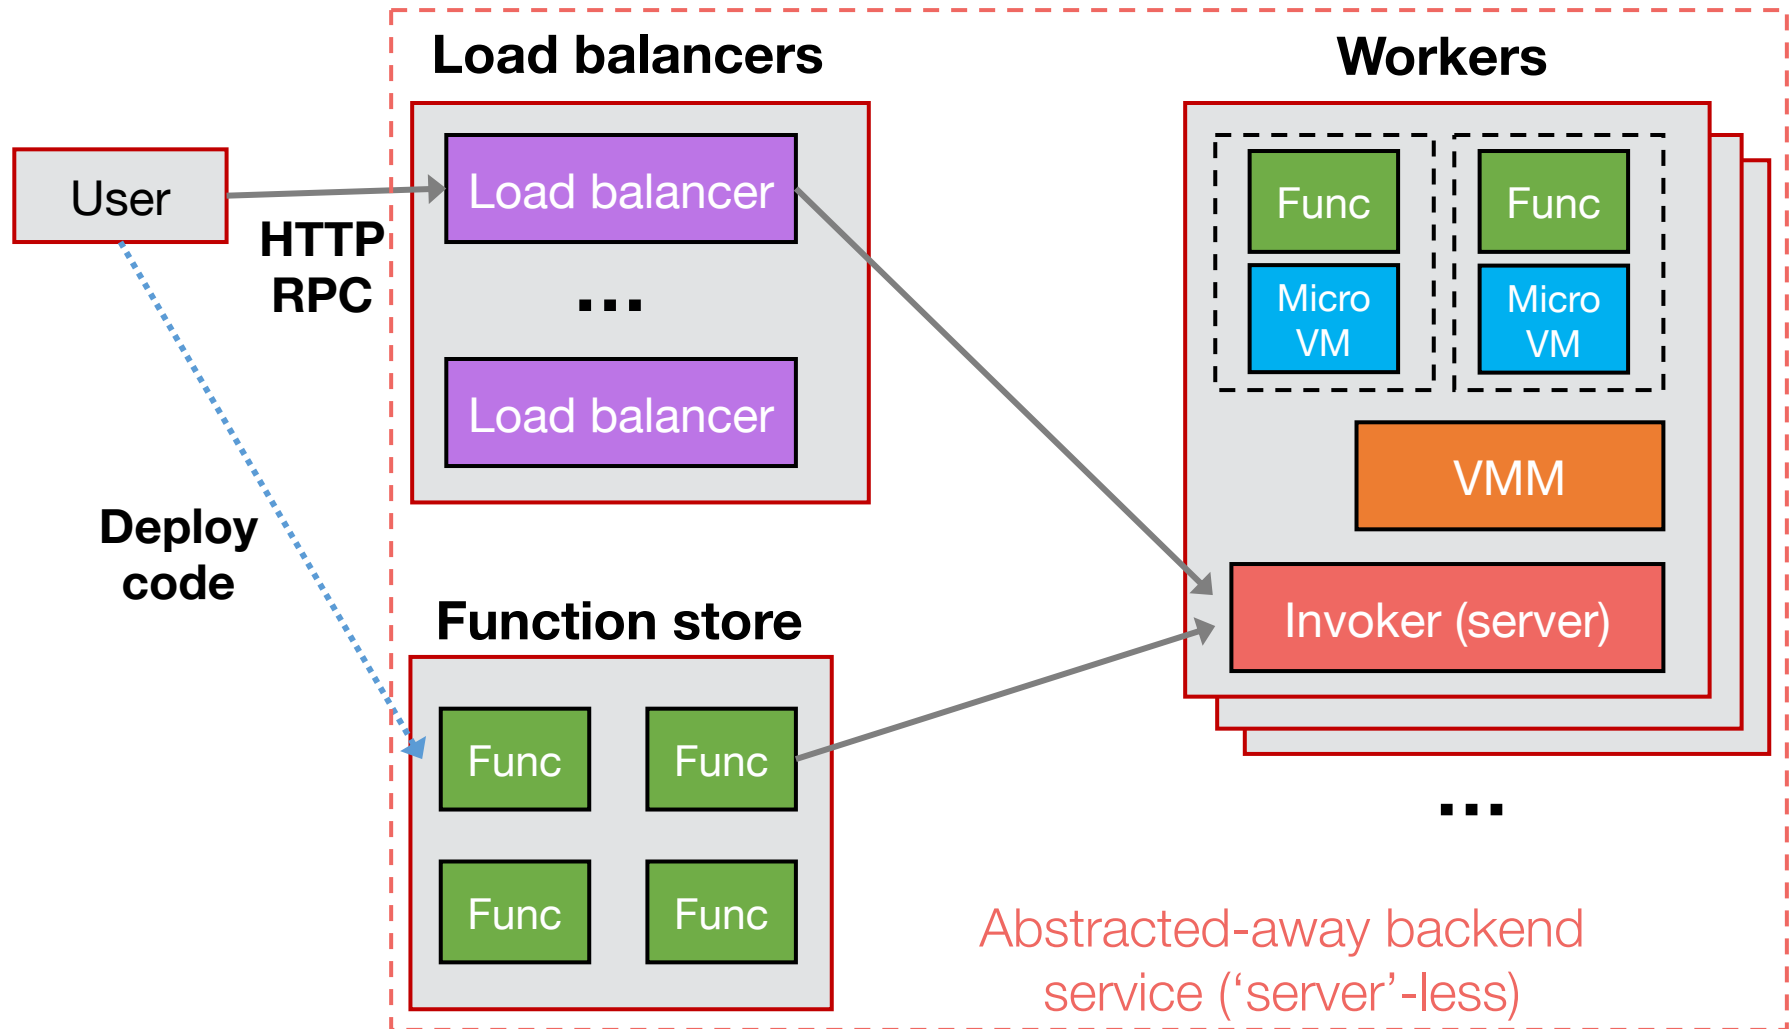 Load balancers
Workers
User
HTTP
RPC
Load balancer
...
Load balancer
Func
Func
Micro
VM
Micro
VM
VMM
Invoker (server)
Deploy
code
Function store
Func
Func
Func
Func
...
Abstracted-away backend
service (‘server’-less)